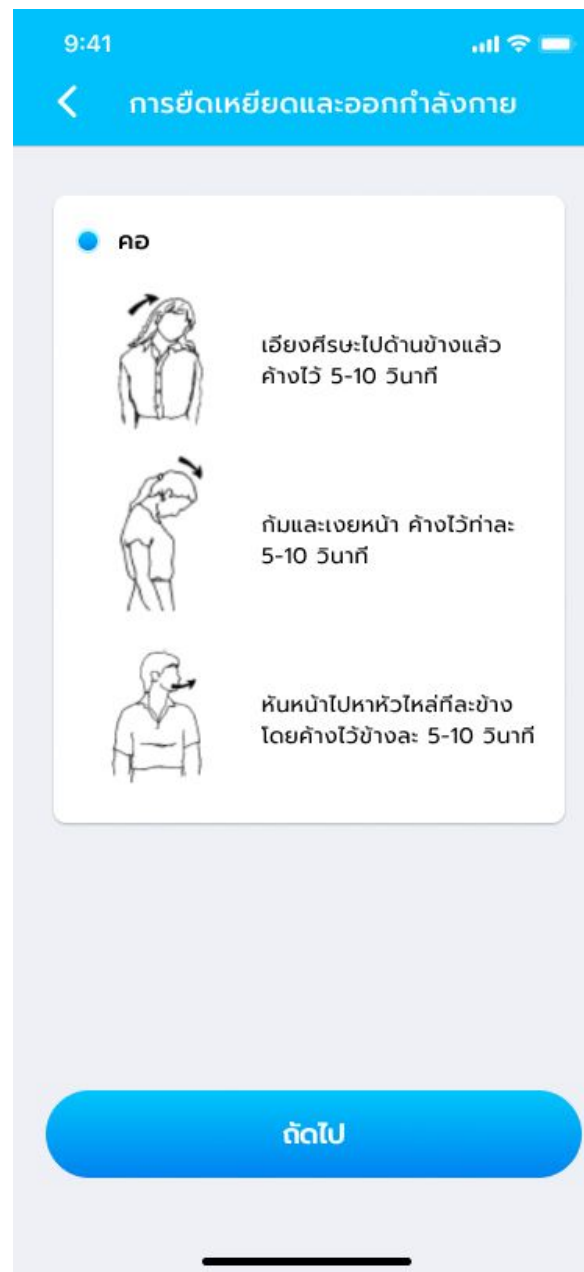 9:41
การยืดเหยียดและออกกำลังกาย
คอ
เอียงศีรษะไปด้านข้างแล้ว
ค้างไว้ 5-10 วินาที
ก้มและเงยหน้า ค้างไว้ท่าละ
5-10 วินาที
หันหน้าไปหาหัวไหล่ทีละข้าง
โดยค้างไว้ข้างละ 5-10 วินาที
ถัดไป